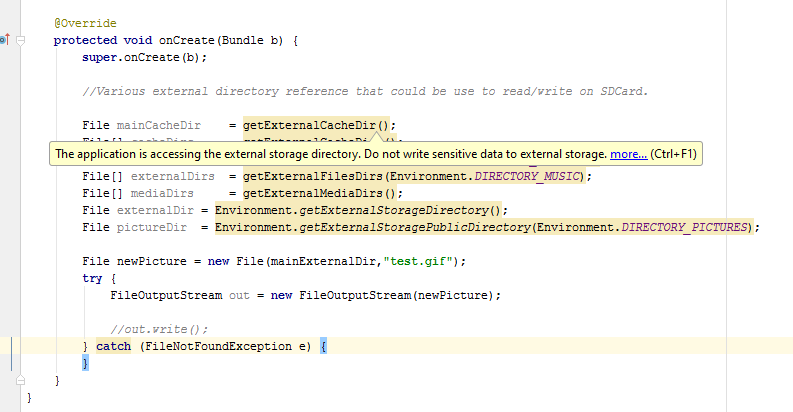 @Override
protected void onCreate(Bundle b) {
super.onCreate(b);
//Various external directory reference that could be use to read/write on SDCard.
File mainCacheDir = getExternalCacheDir();
The application is accessing the external storage directory. Do not write sensitive data to external storage. more... (Ctrl+F1)
File[] externalDirs = getExternalFilesDirs(Environment.DIRECTORY_MUSIC);
File[] mediaDirs = getExternalMediaDirs();
File externalDir = Environment.getExternalStorageDirectory();
File pictureDir = Environment.getExternalStoragePublicDirectory(Environment.DIRECTORY_PICTURES);
File newPicture = new File(mainExternalDir,"test.gif");
try {
FileOutputStream out = new FileOutputStream(newPicture);
//out.write();
} catch (FileNotFoundException e) {
}
}
}